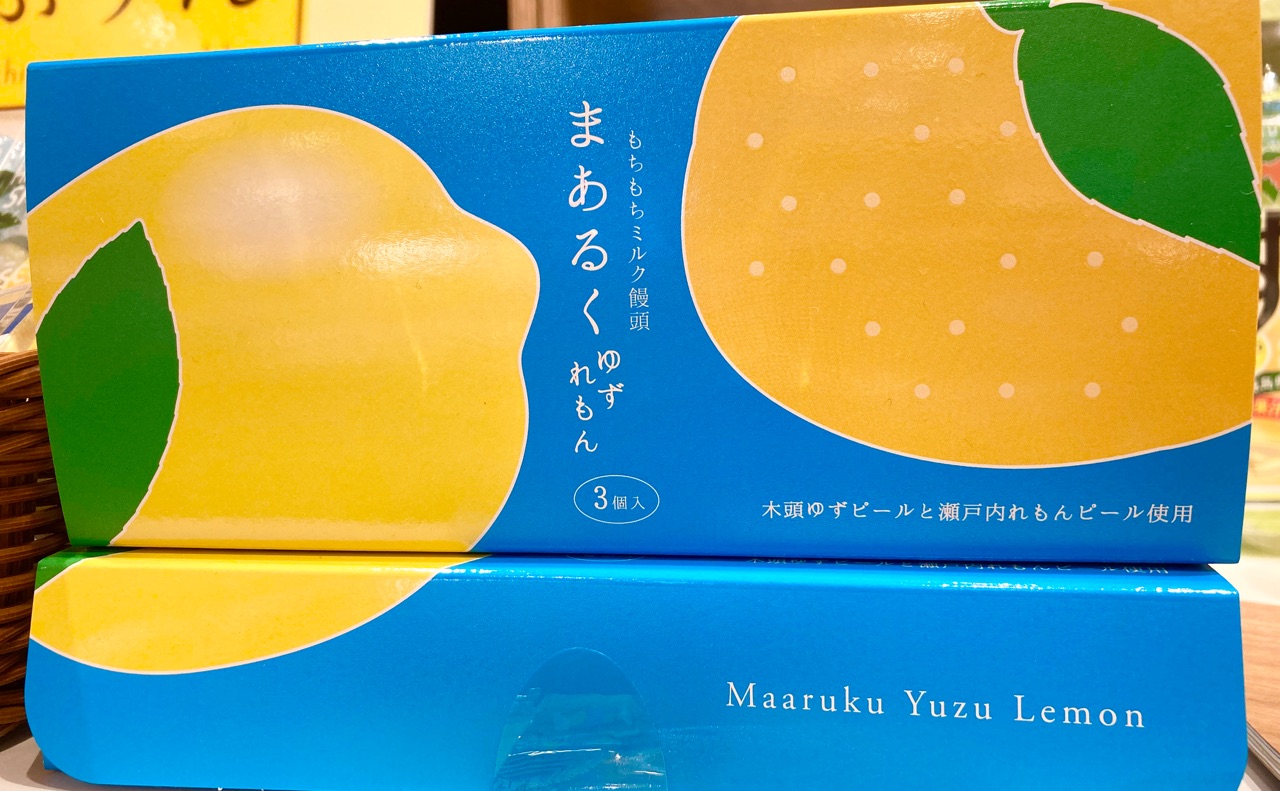 もちもちミルク饅頭
まあるく
ゆず
れもん
3個入
木頭ゆずピールと瀬戸内れもんピール使用
Maaruku Yuzu Lemon